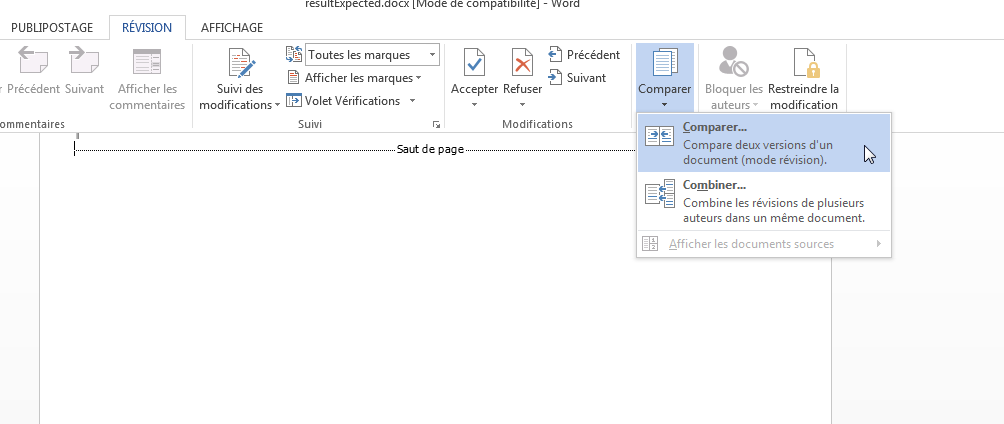 resultExpected.docx [Mode de compatibilité] - Word
PUBLIPOSTAGE RÉVISION AFFICHAGE
Précédent Suivant Afficher les
commentaires
Suivi des
modifications
Toutes les marques
Afficher les marques
Volet Vérifications
Accepter Refuser
Précédent
Suivant
Comparer
Bloquer les
auteurs
Restreindre la
modification
Suivi
Modifications
Comparer...
Compare deux versions d'un
document (mode révision).
Combiner...
Combine les révisions de plusieurs
auteurs dans un même document.
Afficher les documents sources
Saut de page